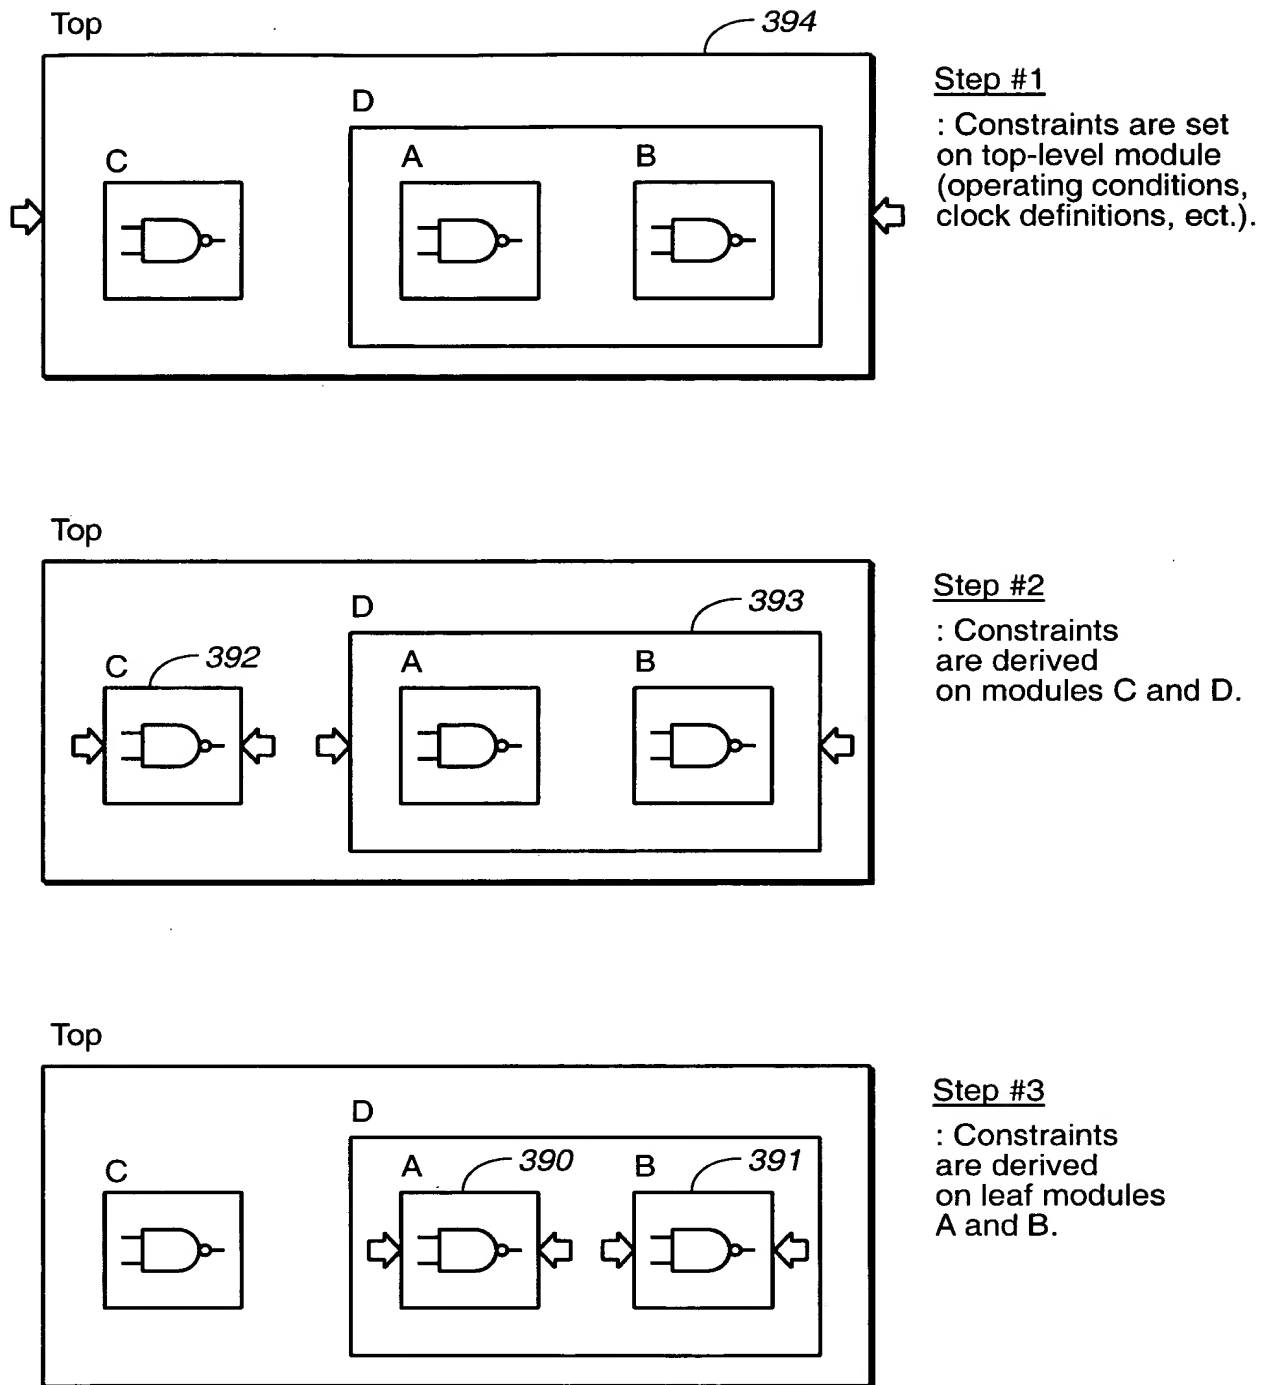 Top
394
Step #1
: Constraints are set
on top-level module
(operating conditions,
clock definitions, ect.).
D
C
A
B
Top
Step #2
: Constraints
are derived
on modules C and D.
D
393
C
392
A
B
Top
Step #3
: Constraints
are derived
on leaf modules
A and B.
D
C
A
390
B
391